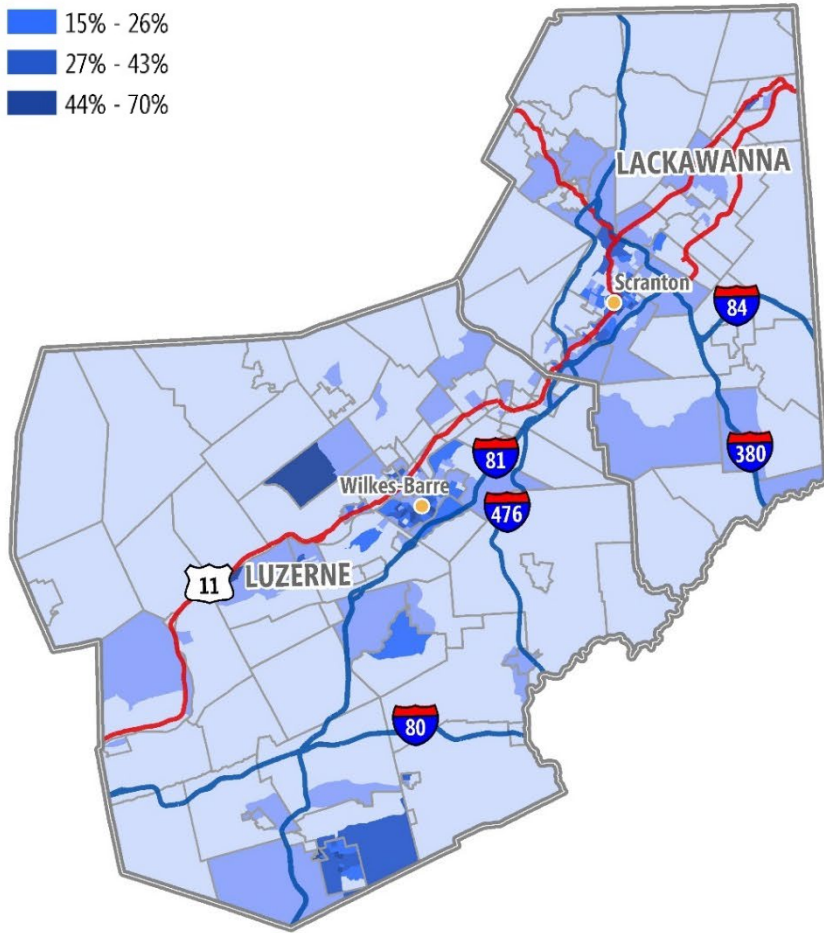 15% - 26%
27% - 43%
44% - 70%
LACKAWANNA
Scranton
84
81
380
Wilkes-Barre
476
11
LUZERNE
80